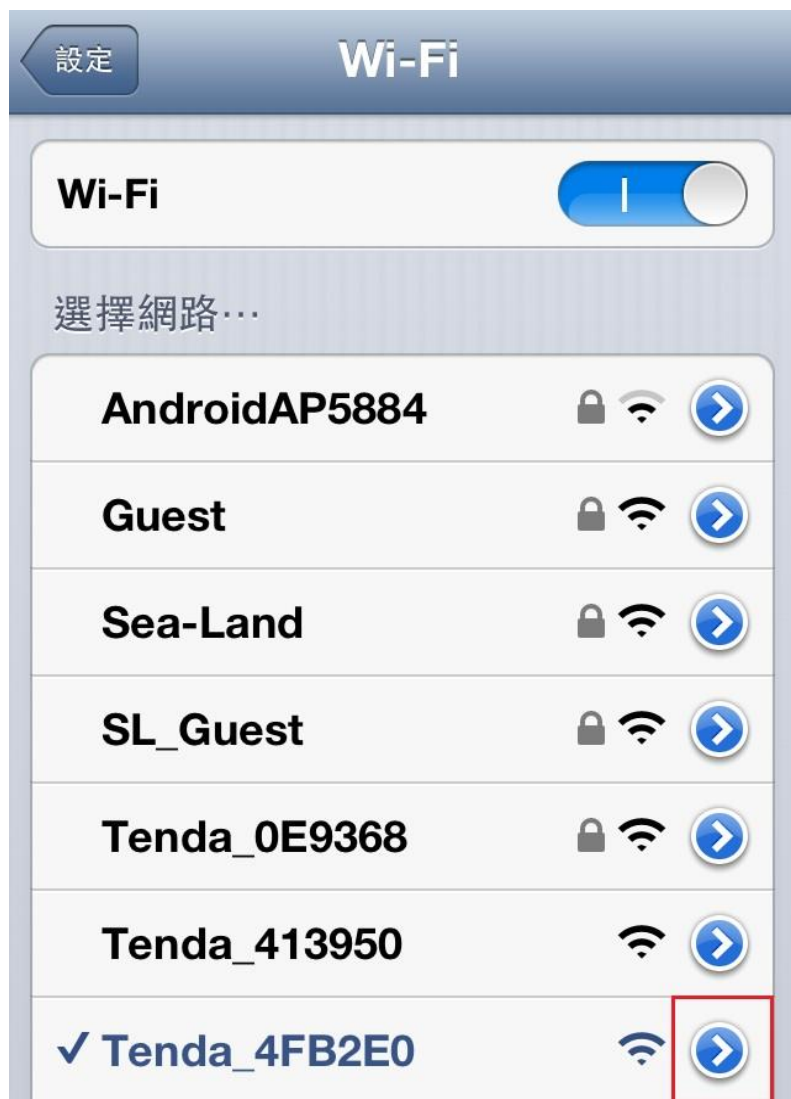 設定
Wi-Fi
Wi-Fi
選擇網路⋯
AndroidAP5884
Guest
Sea-Land
SL_Guest
Tenda_0E9368
Tenda_413950
✓ Tenda_4FB2E0